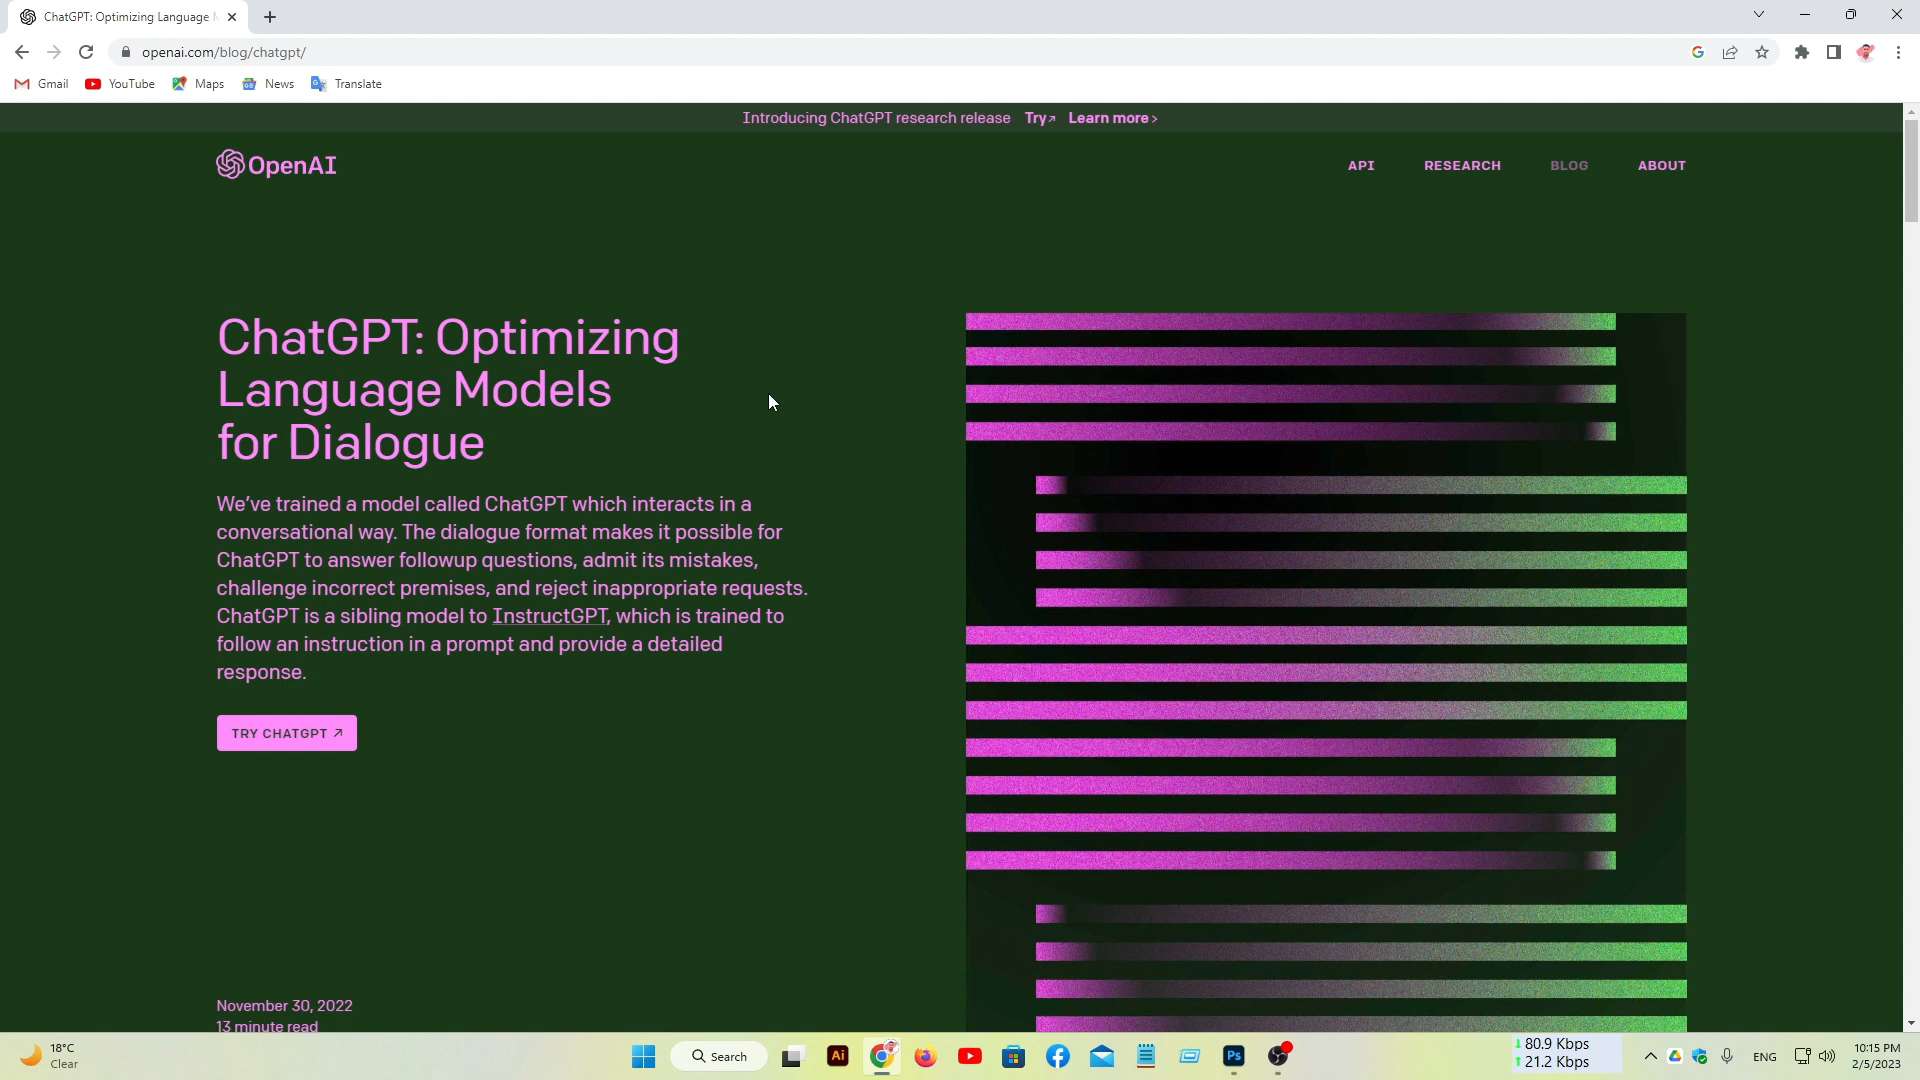 ChatGPT: Optimizing Language
openai.com/blog/chatgpt/
Gmail YouTube Maps News Translate
Introducing ChatGPT research release Try↗ Learn more›
OpenAI
API RESEARCH BLOG ABOUT
ChatGPT: Optimizing
Language Models
for Dialogue
We've trained a model called ChatGPT which interacts in a
conversational way. The dialogue format makes it possible for
ChatGPT to answer followup questions, admit its mistakes,
challenge incorrect premises, and reject inappropriate requests.
ChatGPT is a sibling model to InstructGPT, which is trained to
follow an instruction in a prompt and provide a detailed
response.
TRY CHATGPT ↗
November 30, 2022
13 minute read
18°C
Clear
Search
Ai
Ps
80.9 Kbps
21.2 Kbps
ENG
10:15 PM
2/5/2023